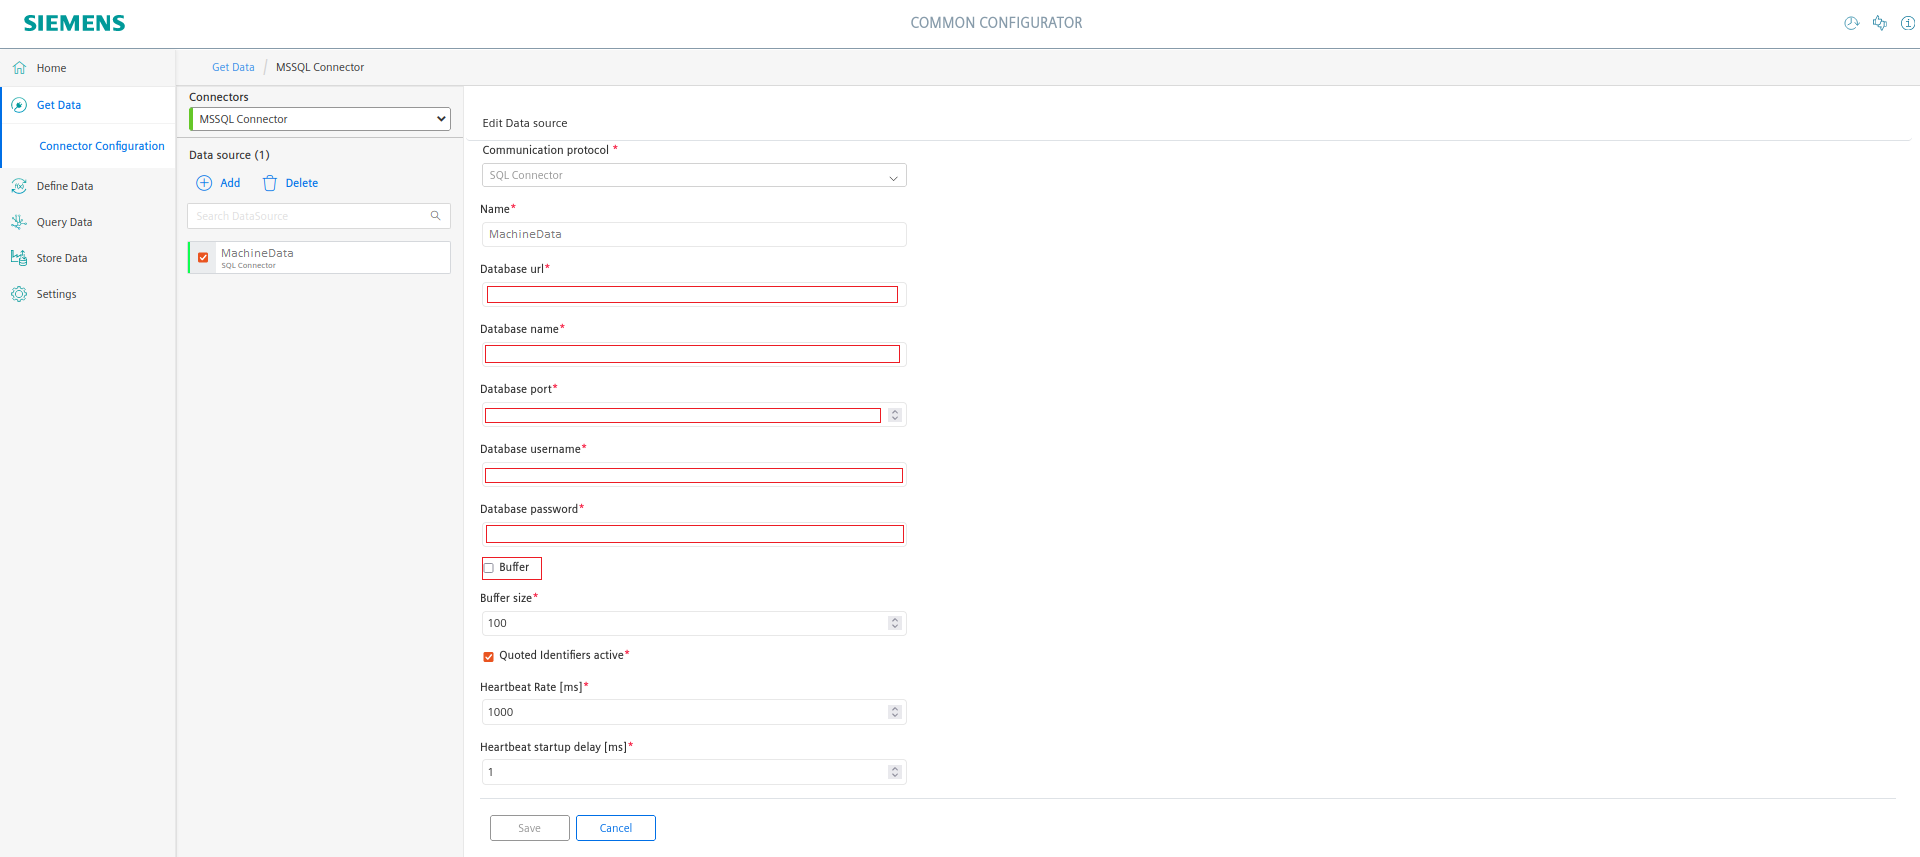 SIEMENS
COMMON CONFIGURATOR
Home
Get Data
Connector Configuration
Define Data
Query Data
Store Data
Settings
Get Data / MSSQL Connector
Connectors
MSSQL Connector
Data source (1)
Add
Delete
Search DataSource
MachineData
SQL Connector
Edit Data source
Communication protocol *
SQL Connector
Name*
MachineData
Database url*
Database name*
Database port*
Database username*
Database password*
Buffer
Buffer size*
100
Quoted Identifiers active*
Heartbeat Rate [ms]*
1000
Heartbeat startup delay [ms]*
1
Save
Cancel